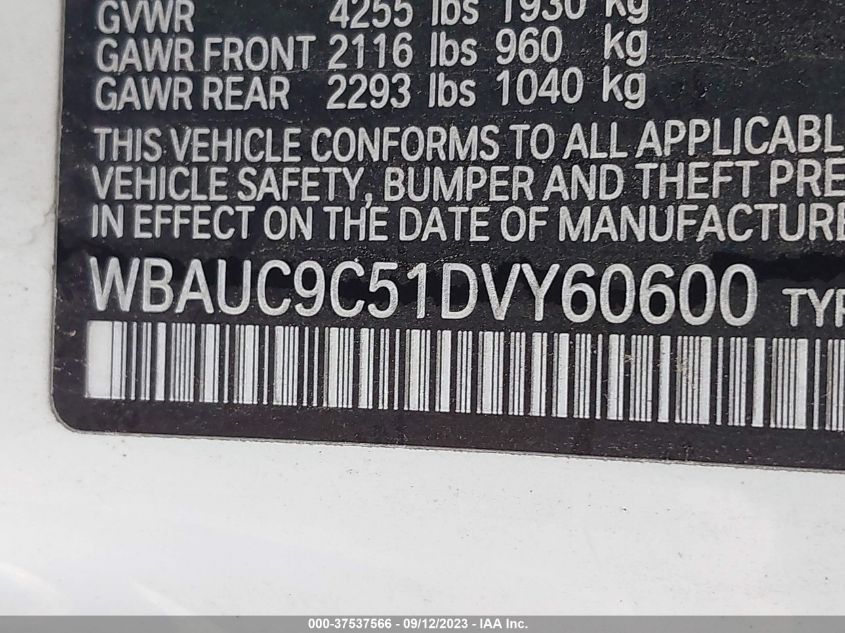 GVWR 4255 lbs 1930 kg
GAWR FRONT 2116 lbs 960 kg
GAWR REAR 2293 lbs 1040 kg
THIS VEHICLE CONFORMS TO ALL APPLICABL
VEHICLE SAFETY, BUMPER AND THEFT PRE
IN EFFECT ON THE DATE OF MANUFACTURE
WBAUC9C51DVY60600 TYP
000-37537566 - 09/12/2023 - IAA Inc.